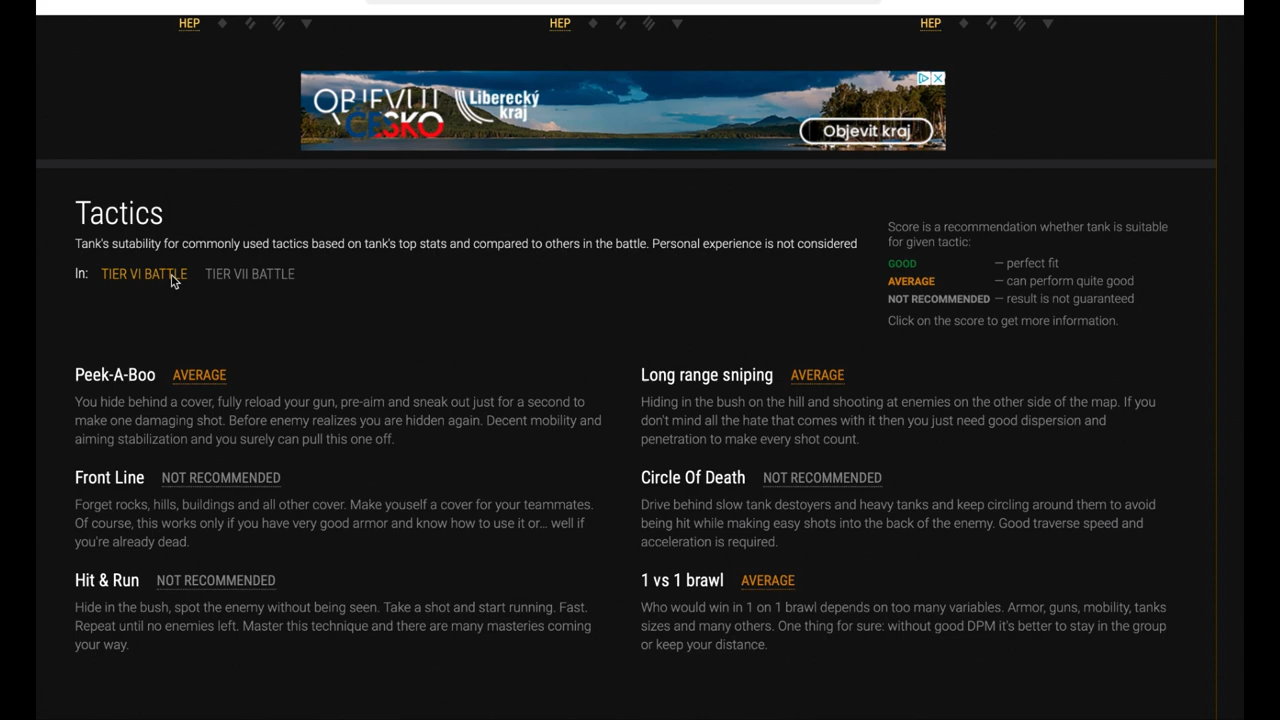 HEP HEP HEP
OBJEVUJ
ČESKO
Liberecký
kraj
Objevit kraj
Tactics
Tank's sutability for commonly used tactics based on tank's top stats and compared to others in the battle. Personal experience is not considered
In: TIER VI BATTLE TIER VII BATTLE
Score is a recommendation whether tank is suitable
for given tactic:
GOOD — perfect fit
AVERAGE — can perform quite good
NOT RECOMMENDED — result is not guaranteed
Click on the score to get more information.
Peek-A-Boo AVERAGE
You hide behind a cover, fully reload your gun, pre-aim and sneak out just for a second to
make one damaging shot. Before enemy realizes you are hidden again. Decent mobility and
aiming stabilization and you surely can pull this one off.
Long range sniping AVERAGE
Hiding in the bush on the hill and shooting at enemies on the other side of the map. If you
don't mind all the hate that comes with it then you just need good dispersion and
penetration to make every shot count.
Front Line NOT RECOMMENDED
Forget rocks, hills, buildings and all other cover. Make youself a cover for your teammates.
Of course, this works only if you have very good armor and know how to use it or... well if
you're already dead.
Circle Of Death NOT RECOMMENDED
Drive behind slow tank destoyers and heavy tanks and keep circling around them to avoid
being hit while making easy shots into the back of the enemy. Good traverse speed and
acceleration is required.
Hit & Run NOT RECOMMENDED
Hide in the bush, spot the enemy without being seen. Take a shot and start running. Fast.
Repeat until no enemies left. Master this technique and there are many masteries coming
your way.
1 vs 1 brawl AVERAGE
Who would win in 1 on 1 brawl depends on too many variables. Armor, guns, mobility, tanks
sizes and many others. One thing for sure: without good DPM it's better to stay in the group
or keep your distance.